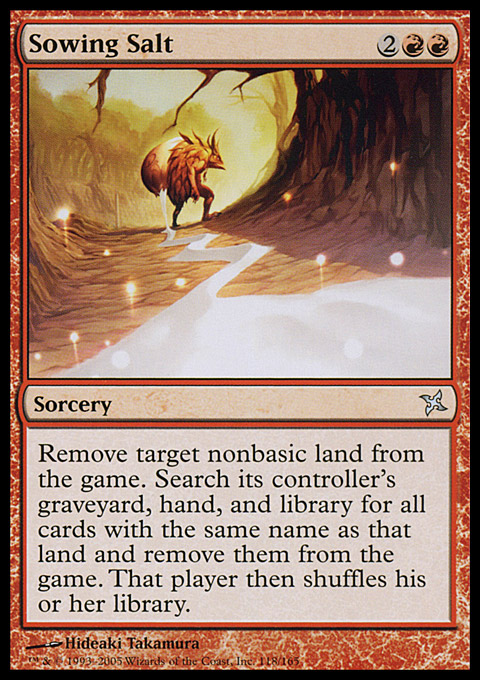 Sowing Salt 2
Sorcery
Remove target nonbasic land from
the game. Search its controller's
graveyard, hand, and library for all
cards with the same name as that
land and remove them from the
game. That player then shuffles his
or her library.
Hideaki Takamura
™ & © 1993–2005 Wizards of the Coast, Inc. 118/165